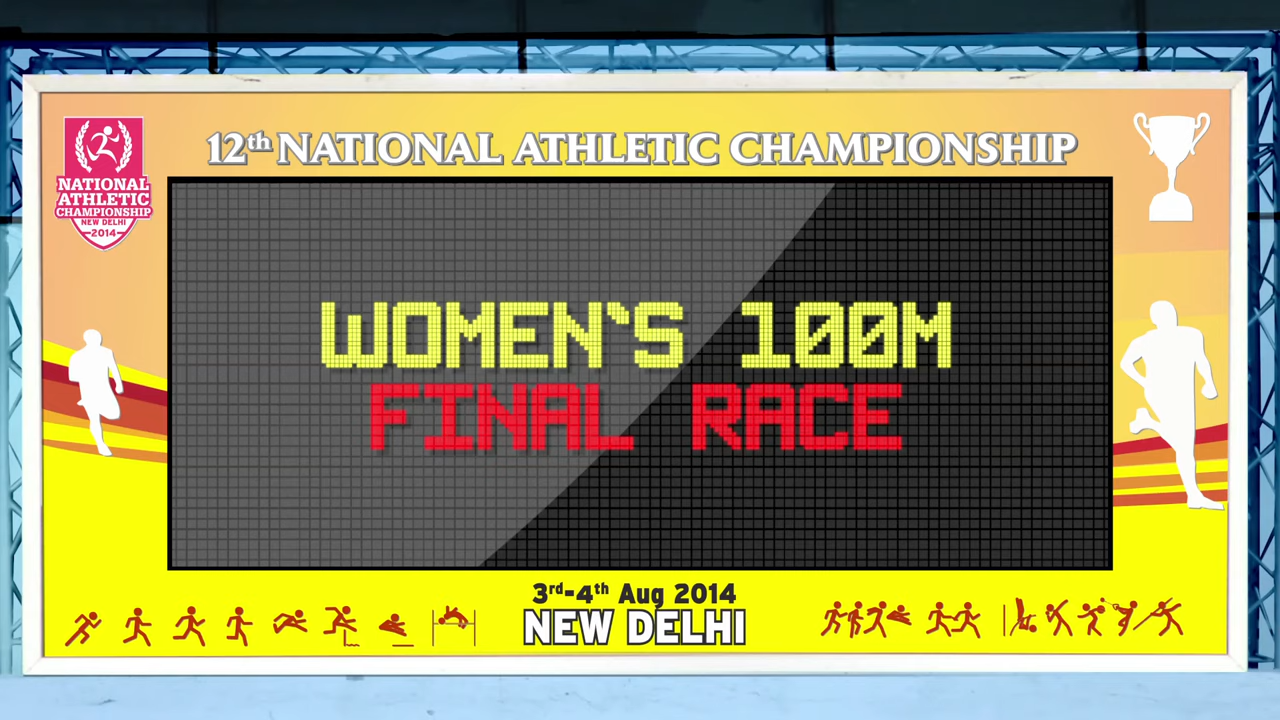 12th NATIONAL ATHLETIC CHAMPIONSHIP
NATIONAL
ATHLETIC
CHAMPIONSHIP
NEW DELHI
2014
WOMEN'S 100M
FINAL RACE
3rd-4th Aug 2014
NEW DELHI